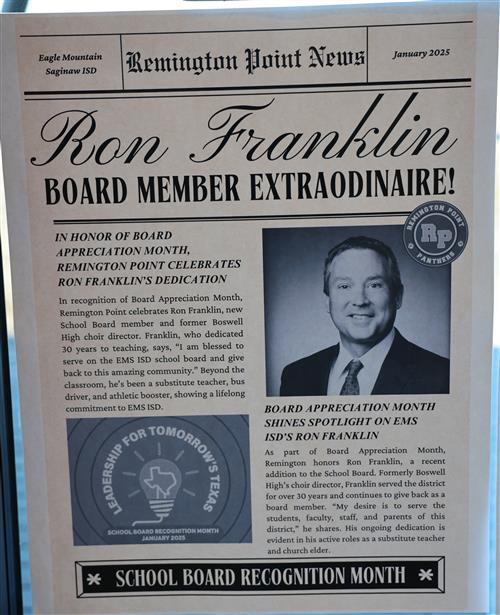 Eagle Mountain
Saginaw ISD
Remington Point News
January 2025
Ron Franklin
BOARD MEMBER EXTRAODINAIRE!
IN HONOR OF BOARD
APPRECIATION MONTH,
REMINGTON POINT CELEBRATES
RON FRANKLIN'S DEDICATION
In recognition of Board Appreciation Month,
Remington Point celebrates Ron Franklin, new
School Board member and former Boswell
High choir director. Franklin, who dedicated
30 years to teaching, says, "I am blessed to
serve on the EMS ISD school board and give
back to this amazing community." Beyond the
classroom, he's been a substitute teacher, bus
driver, and athletic booster, showing a lifelong
commitment to EMS ISD.
LEADERSHIP FOR TOMORROW'S TEXAS
SCHOOL BOARD RECOGNITION MONTH
JANUARY 2025
REMINGTON POINT
RP
PANTHERS
BOARD APPRECIATION MONTH
SHINES SPOTLIGHT ON EMS
ISD'S RON FRANKLIN
As part of Board Appreciation Month,
Remington honors Ron Franklin, a recent
addition to the School Board. Formerly Boswell
High's choir director, Franklin served the district
for over 30 years and continues to give back as a
board member. "My desire is to serve the
students, faculty, staff, and parents of this
district," he shares. His ongoing dedication is
evident in his active roles as a substitute teacher
and church elder.
SCHOOL BOARD RECOGNITION MONTH